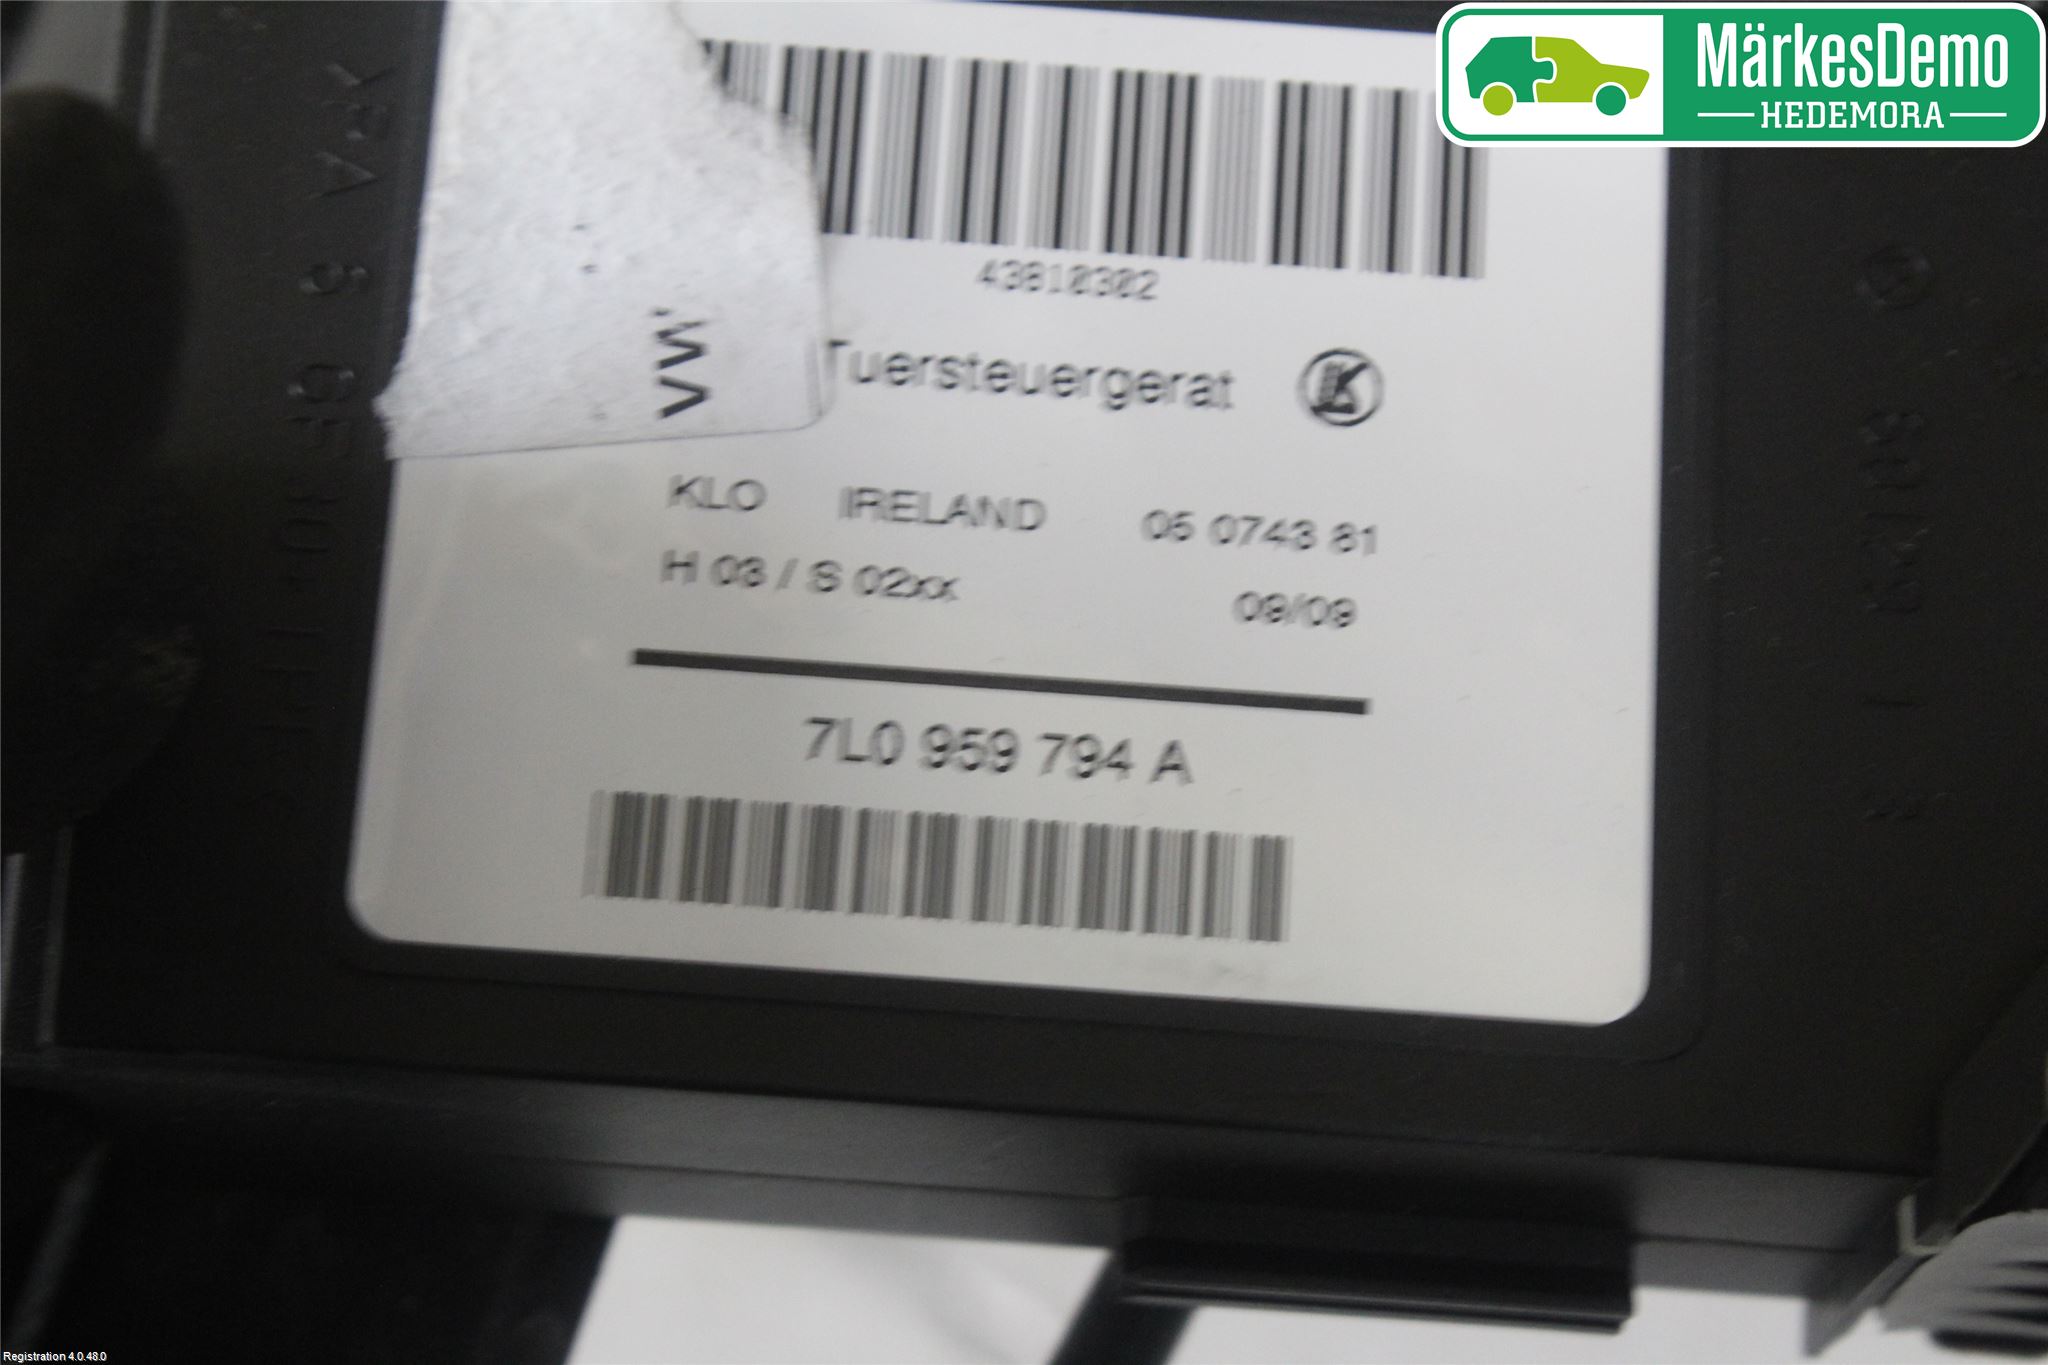 MärkesDemo
HEDEMORA
43810302
VW
Tuersteuergerat
KLO IRELAND 05 0743 81
H 03 / S 02xx 09/09
7L0 959 794 A
Registration 4.0.48.0